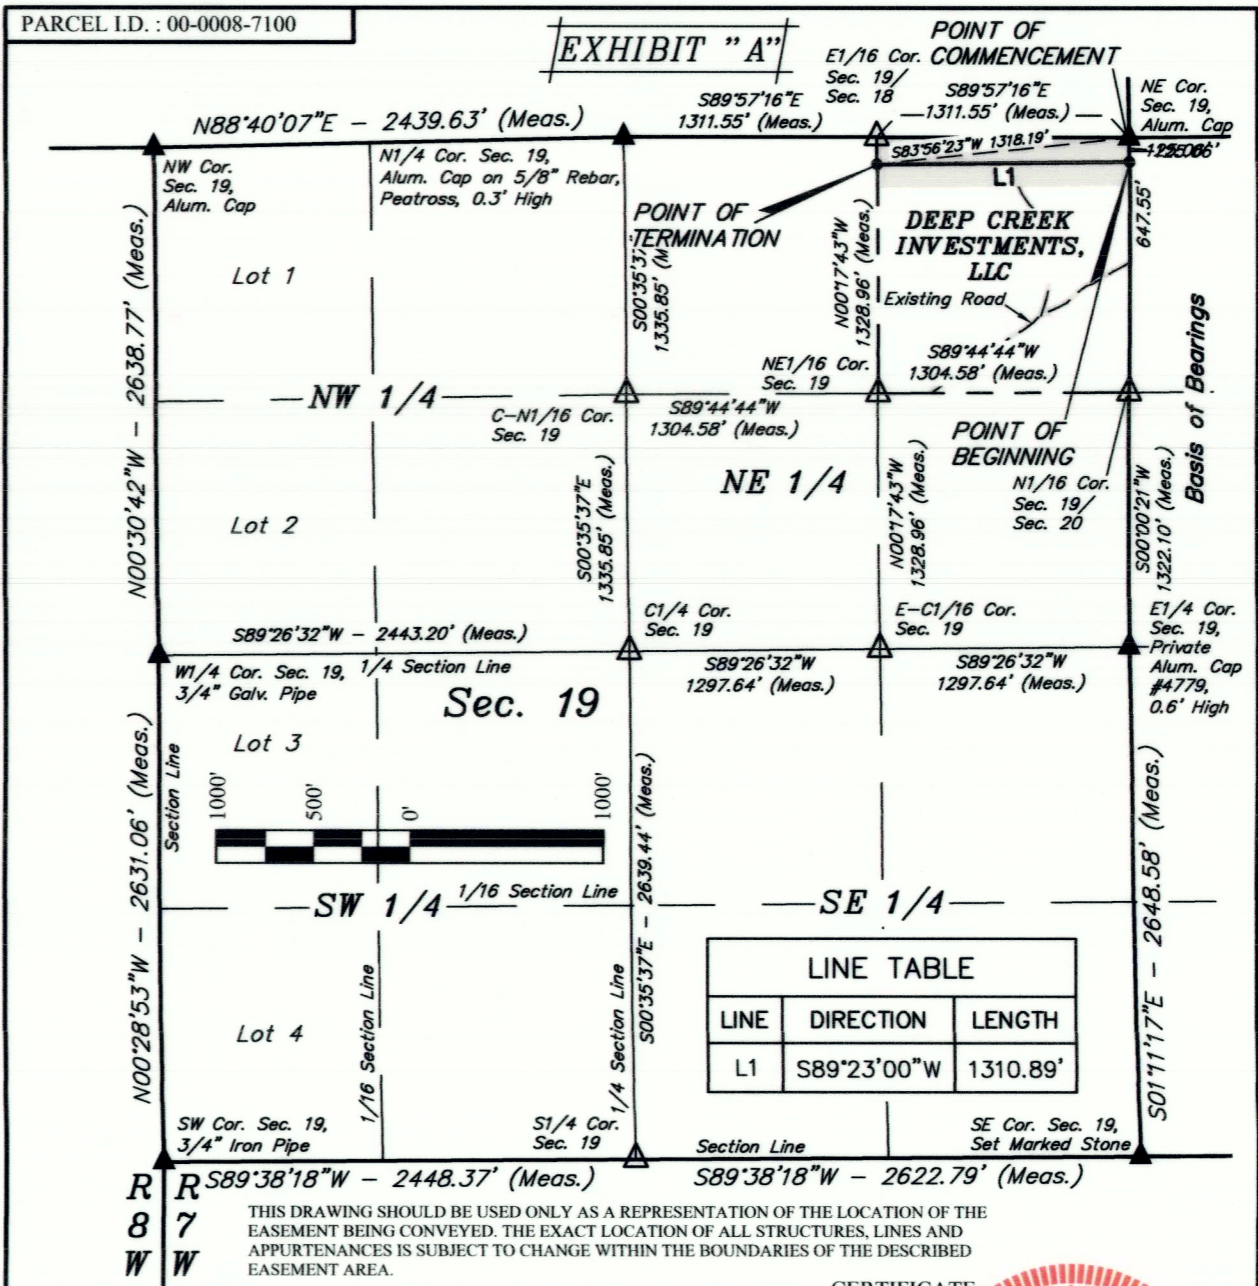 PARCEL I.D. : 00-0008-7100
EXHIBIT "A"
POINT OF
COMMENCEMENT
E1/16 Cor.
Sec. 19/
Sec. 18
S89°57'16"E
1311.55' (Meas.)
S89°57'16"E
1311.55' (Meas.)
NE Cor.
Sec. 19,
Alum. Cap
N88°40'07"E - 2439.63' (Meas.)
S83°56'23"W 1318.19'
L1
NW Cor.
Sec. 19,
Alum. Cap
N1/4 Cor. Sec. 19,
Alum. Cap on 5/8" Rebar,
Peatross, 0.3' High
POINT OF
TERMINATION
DEEP CREEK
INVESTMENTS,
LLC
647.55'
Existing Road
Lot 1
N00°30'42"W - 2638.77' (Meas.)
S00°35'37
1335.85' (M
N00°17'43"W
1328.96' (Meas.)
Basis of Bearings
NE1/16 Cor.
Sec. 19
S89°44'44"W
1304.58' (Meas.)
NW 1/4
C-N1/16 Cor.
Sec. 19
S89°44'44"W
1304.58' (Meas.)
POINT OF
BEGINNING
NE 1/4
N1/16 Cor.
Sec. 19/
Sec. 20
Lot 2
S00°35'37"E
1335.85' (Meas.)
N00°17'43"W
1328.96' (Meas.)
S00°00'21"W
1322.10' (Meas.)
C1/4 Cor.
Sec. 19
E-C1/16 Cor.
Sec. 19
E1/4 Cor.
Sec. 19,
Private
Alum. Cap
#4779,
0.6' High
S89°26'32"W - 2443.20' (Meas.)
W1/4 Cor. Sec. 19,
3/4" Galv. Pipe
1/4 Section Line
S89°26'32"W
1297.64' (Meas.)
S89°26'32"W
1297.64' (Meas.)
Sec. 19
Lot 3
Section Line
N00°28'53"W - 2631.06' (Meas.)
1000'
500'
0'
1000'
S00°35'37"E - 2639.44' (Meas.)
S01°11'17"E - 2648.58' (Meas.)
1/16 Section Line
SW 1/4
SE 1/4
LINE TABLE
LINE DIRECTION LENGTH
L1 S89°23'00"W 1310.89'
Lot 4
1/16 Section Line
1/4 Section Line
SW Cor. Sec. 19,
3/4" Iron Pipe
S1/4 Cor.
Sec. 19
Section Line
SE Cor. Sec. 19,
Set Marked Stone
S89°38'18"W - 2448.37' (Meas.)
S89°38'18"W - 2622.79' (Meas.)
R R
8 7
W W
THIS DRAWING SHOULD BE USED ONLY AS A REPRESENTATION OF THE LOCATION OF THE
EASEMENT BEING CONVEYED. THE EXACT LOCATION OF ALL STRUCTURES, LINES AND
APPURTENANCES IS SUBJECT TO CHANGE WITHIN THE BOUNDARIES OF THE DESCRIBED
EASEMENT AREA.
CERTIFICATE